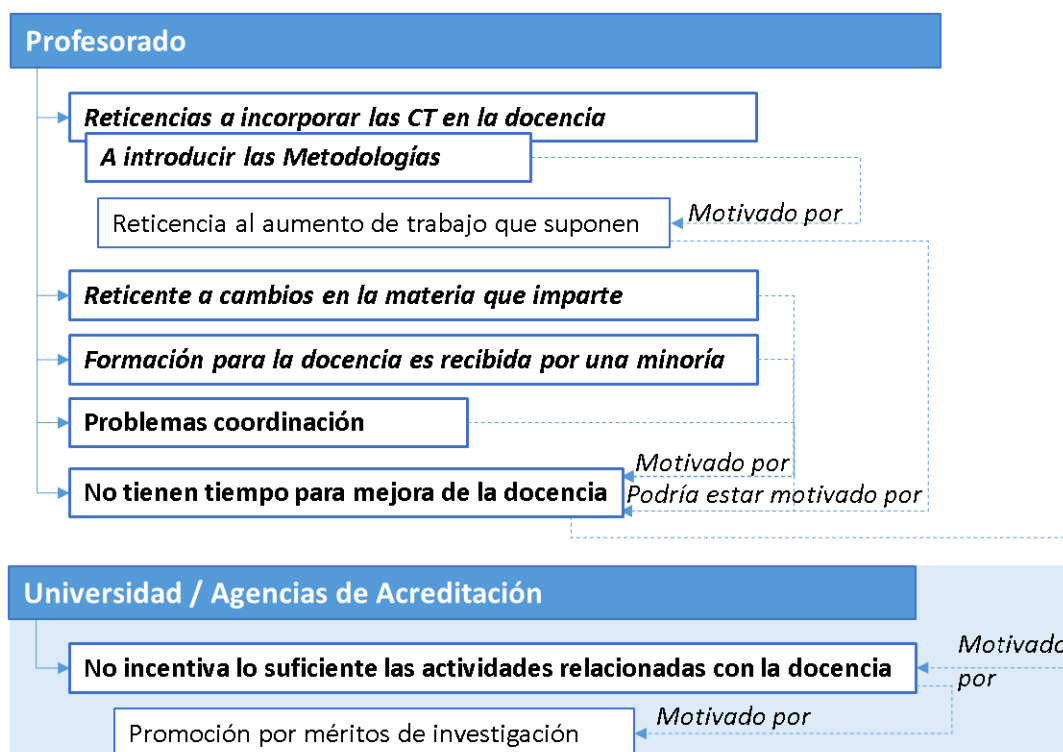 Profesorado
Reticencias a incorporar las CT en la docencia
A introducir las Metodologías
Reticencia al aumento de trabajo que suponen
Motivado por
Reticente a cambios en la materia que imparte
Formación para la docencia es recibida por una minoría
Problemas coordinación
Motivado por
No tienen tiempo para mejora de la docencia
Podría estar motivado por
Universidad / Agencias de Acreditación
No incentiva lo suficiente las actividades relacionadas con la docencia
Motivado
por
Promoción por méritos de investigación
Motivado por